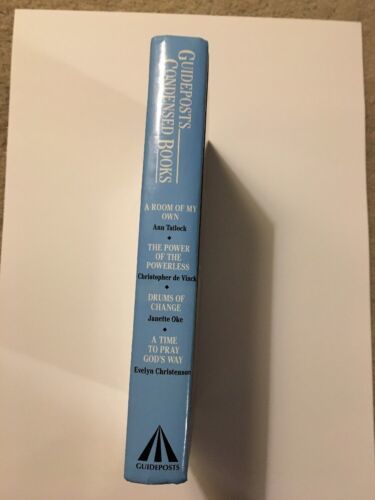 GUIDEPOSTS
CONDENSED BOOKS
A ROOM OF MY
OWN
Ann Tatlock
THE POWER
OF THE
POWERLESS
Christopher de Vinck
DRUMS OF
CHANGE
Janette Oke
A TIME
TO PRAY
GOD'S WAY
Evelyn Christenson
GUIDEPOSTS